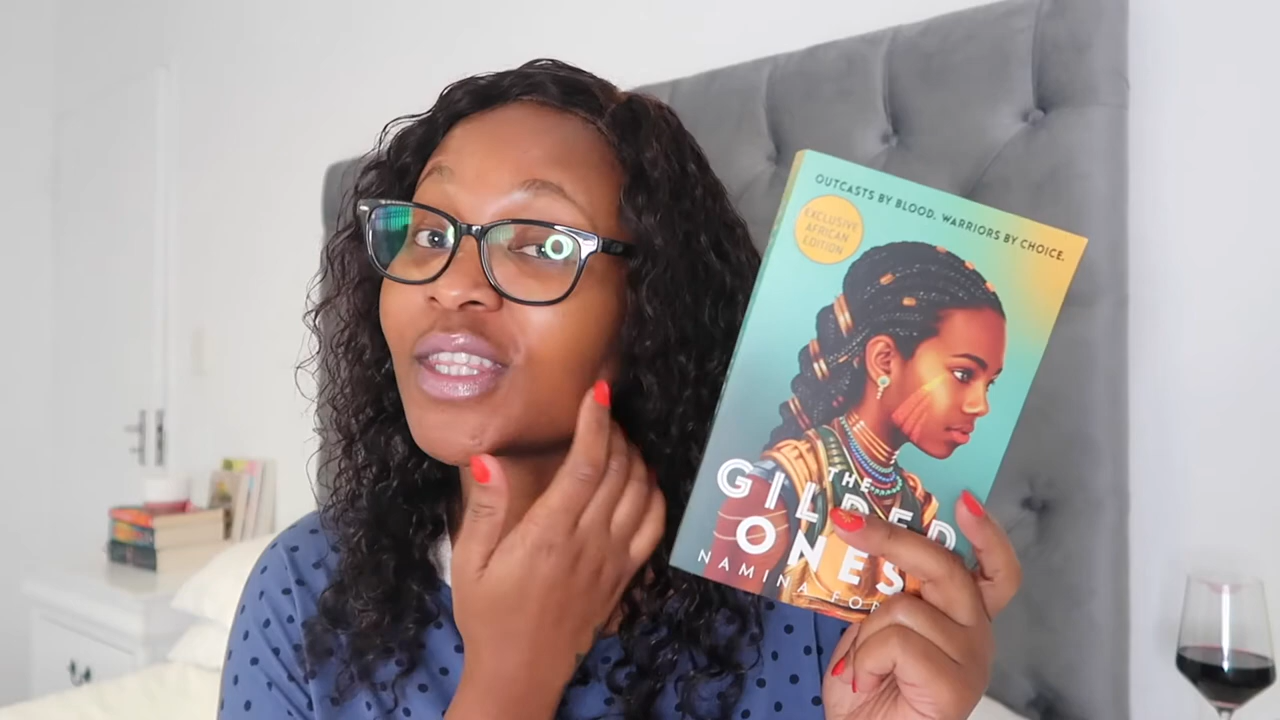 OUTCASTS BY BLOOD. WARRIORS BY CHOICE.
EXCLUSIVE
AFRICAN
EDITION
THE
GILDED
ONES
NAMINA